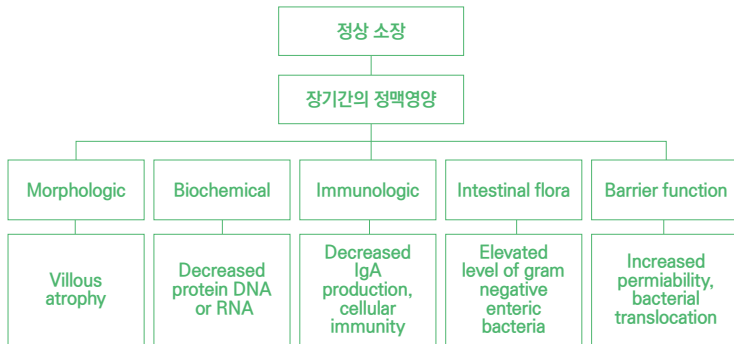 정상 소장
장기간의 정맥영양
Morphologic
Biochemical
Immunologic
Intestinal flora
Barrier function
Villous
atrophy
Decreased
protein DNA
or RNA
Decreased
IgA
production,
cellular
immunity
Elevated
level of gram
negative
enteric
bacteria
Increased
permiability,
bacterial
translocation